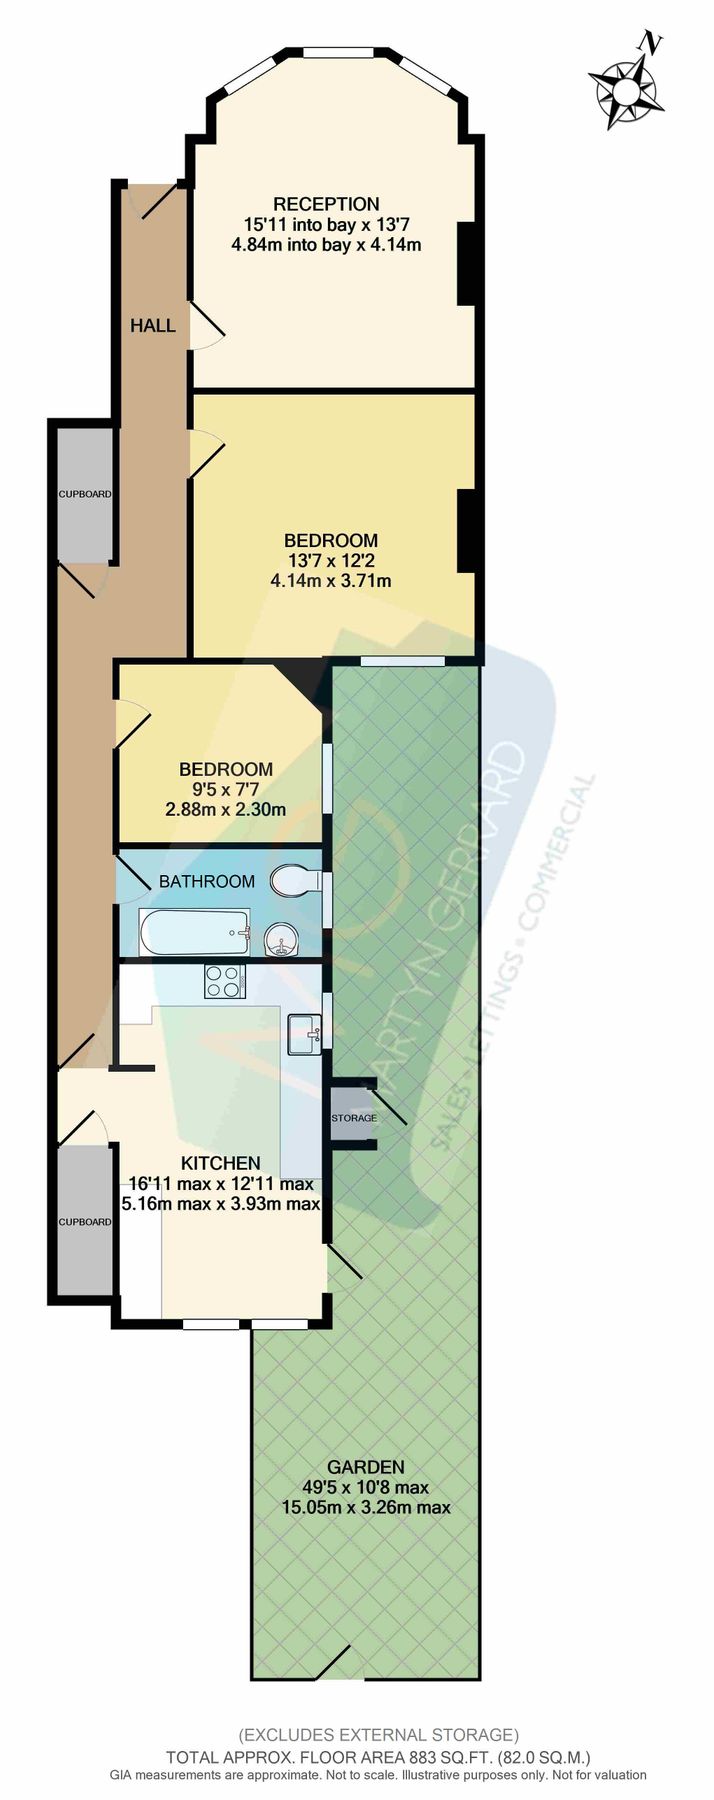 N
RECEPTION
15'11 into bay x 13'7
4.84m into bay x 4.14m
HALL
CUPBOARD
BEDROOM
13'7 x 12'2
4.14m x 3.71m
BEDROOM
9'5 x 7'7
2.88m x 2.30m
BATHROOM
MG
MARTYN GERRARD
SALES • LETTINGS • COMMERCIAL
STORAGE
KITCHEN
16'11 max x 12'11 max
5.16m max x 3.93m max
CUPBOARD
GARDEN
49'5 x 10'8 max
15.05m x 3.26m max
(EXCLUDES EXTERNAL STORAGE)
TOTAL APPROX. FLOOR AREA 883 SQ.FT. (82.0 SQ.M.)
GIA measurements are approximate. Not to scale. Illustrative purposes only. Not for valuation